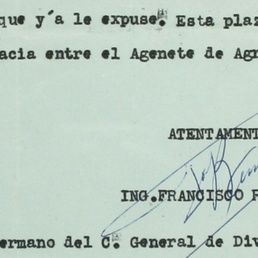 que y´a le expuse. Esta plaz
acia entre el Agenete de Agr
ATENTAMENT
ING.FRANCISCO R
ermano del C. General de Div